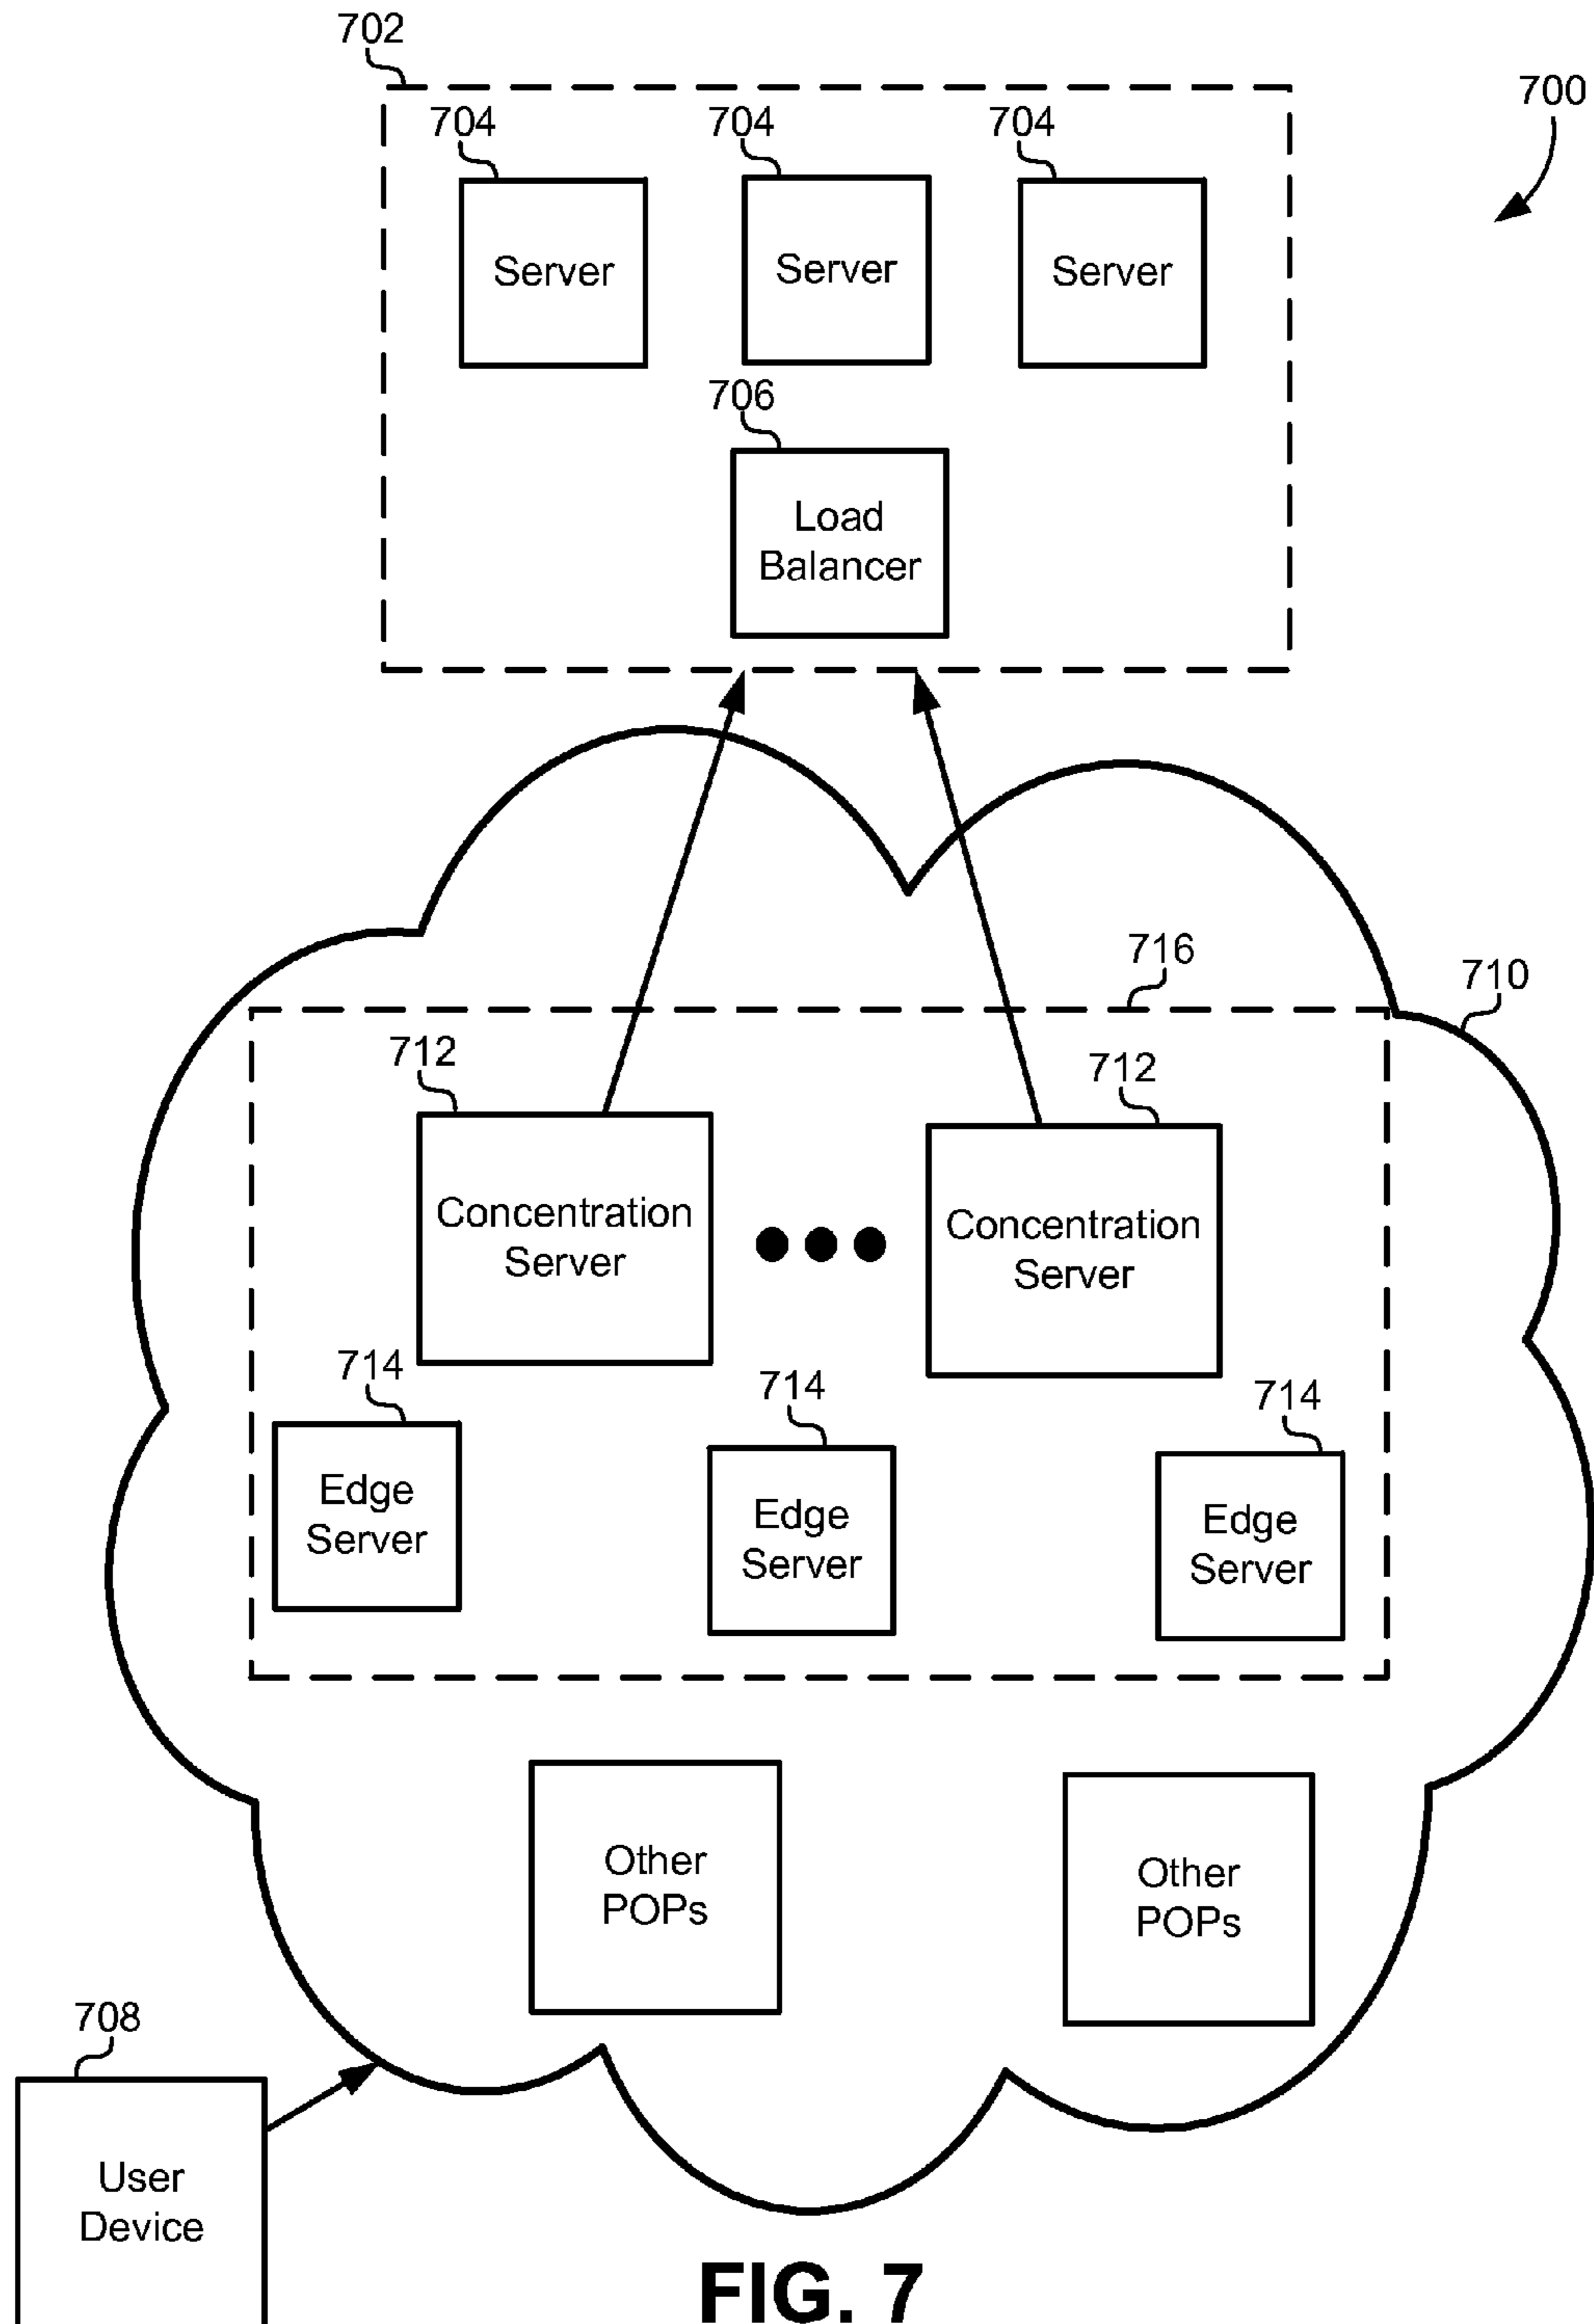 702
700
704
704
704
Server
Server
Server
706
Load
Balancer
716
710
712
712
Concentration
Server
Concentration
Server
714
714
714
Edge
Server
Edge
Server
Edge
Server
Other
POPs
Other
POPs
708
User
Device
FIG. 7